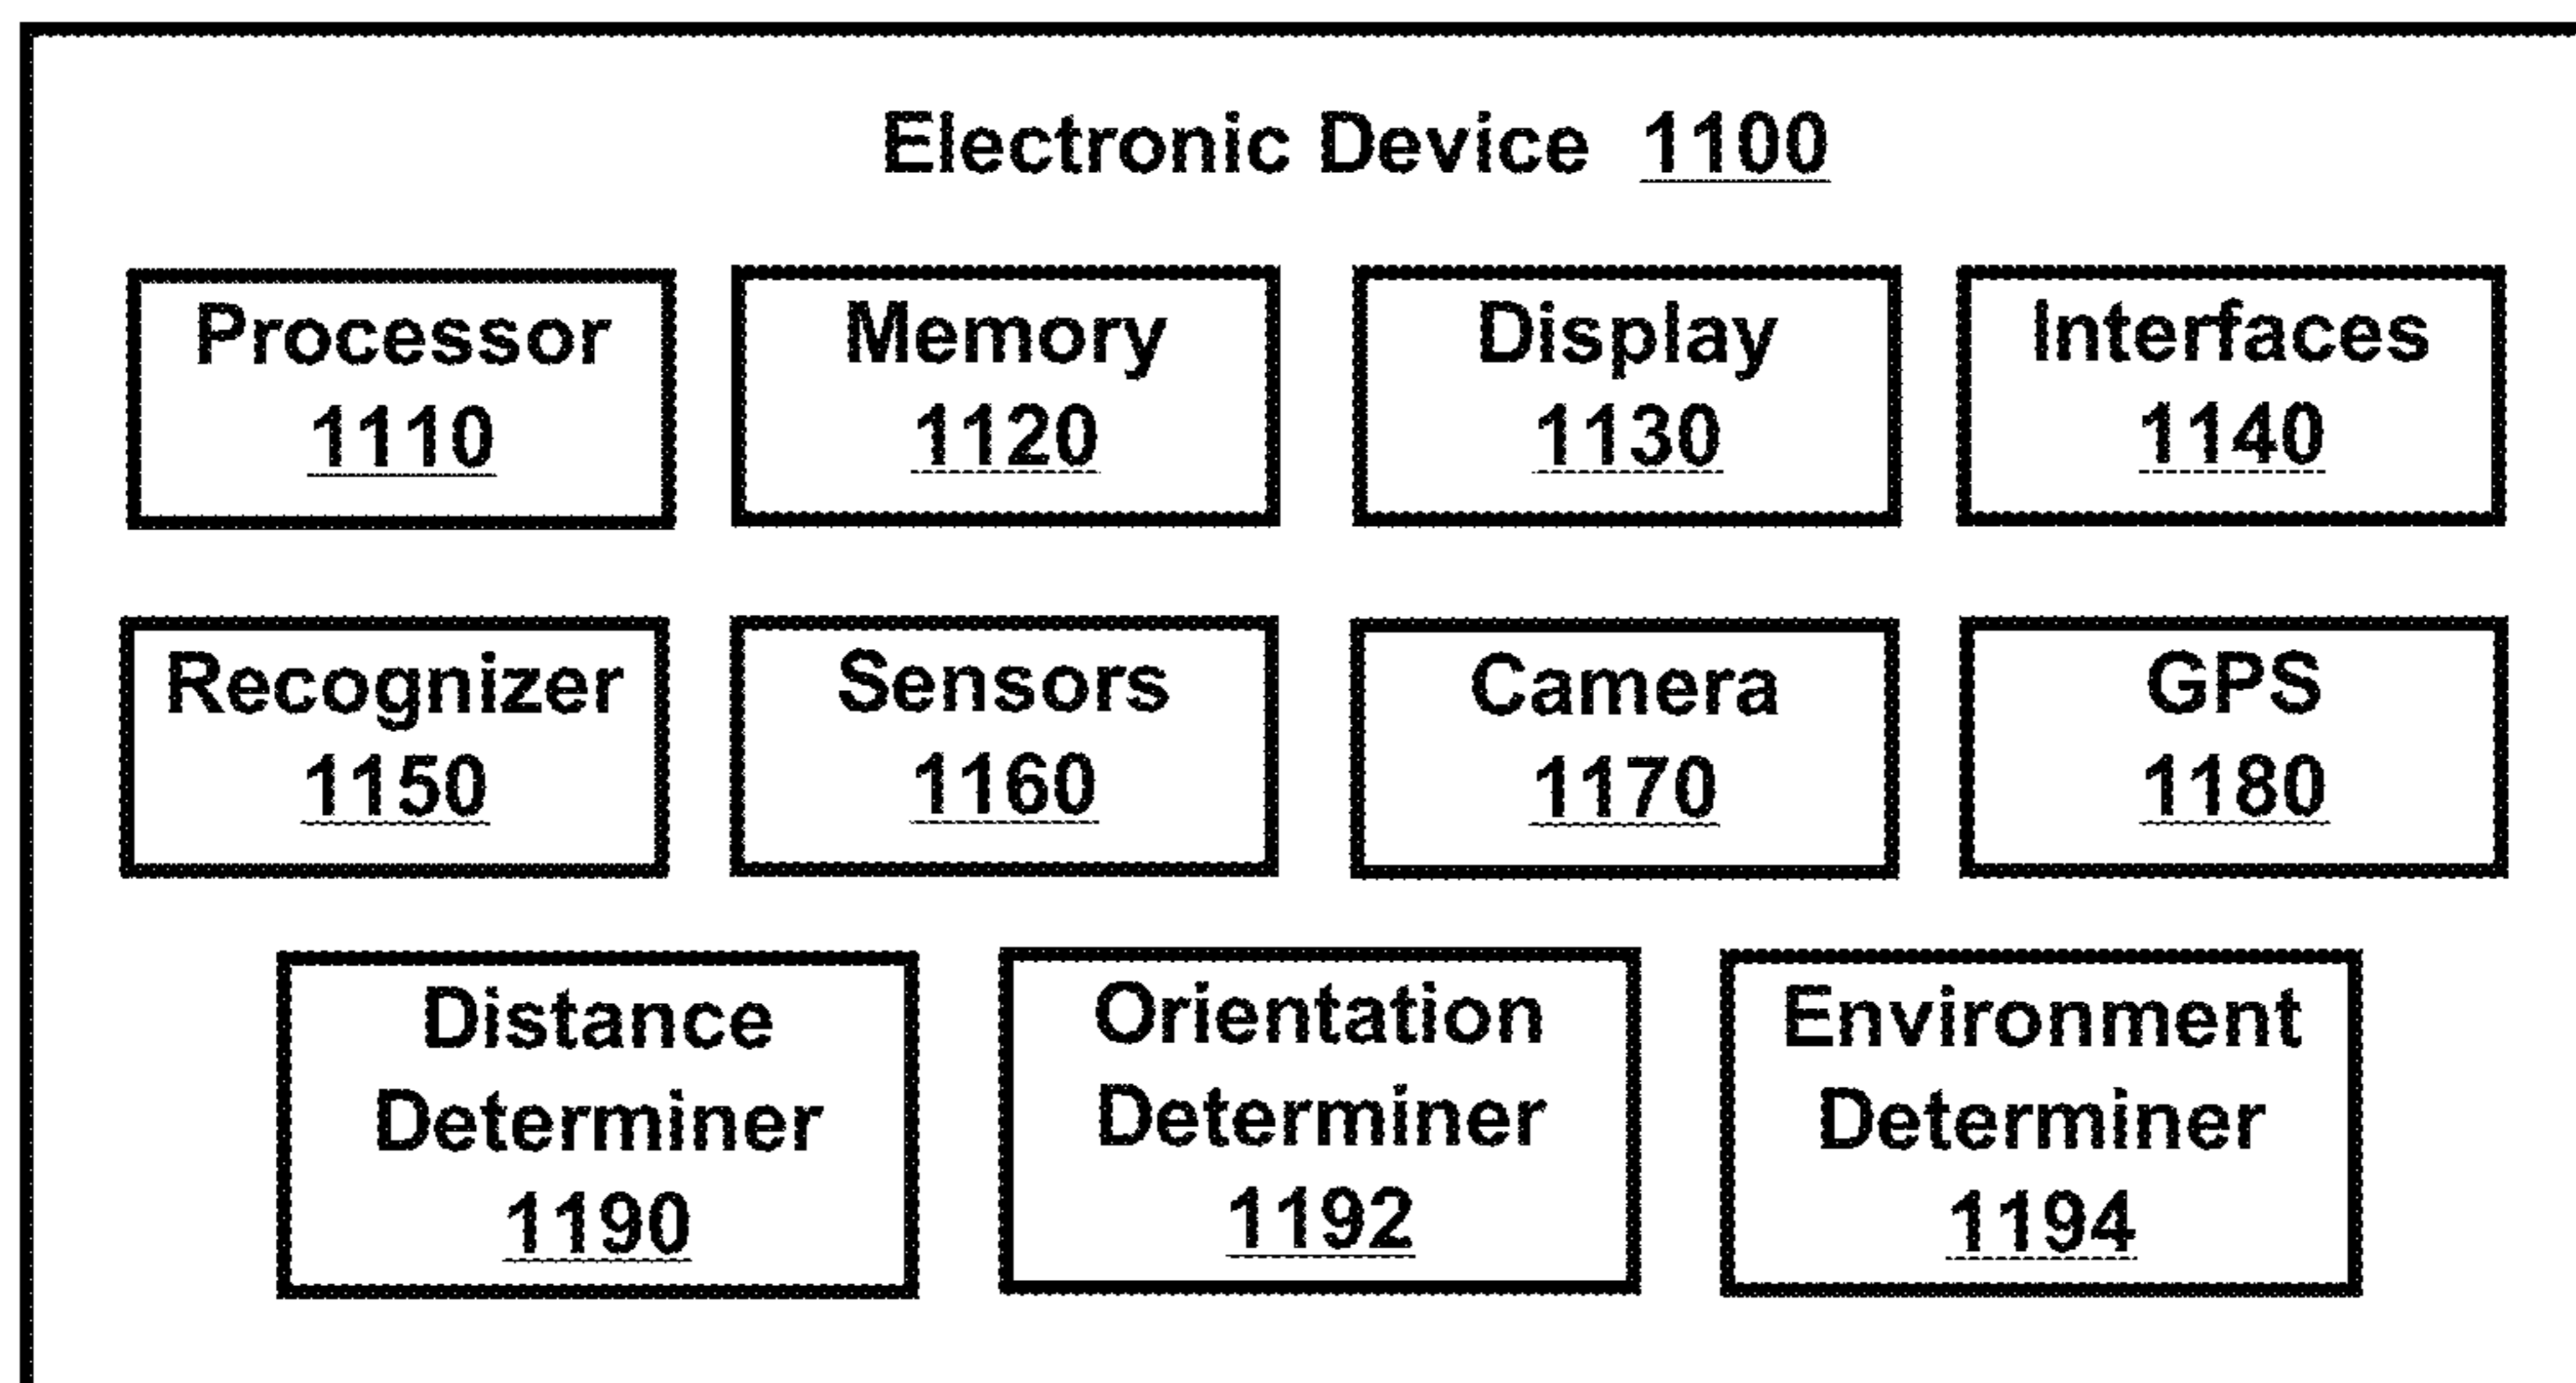 Electronic Device 1100
Processor
1110
Memory
1120
Display
1130
Interfaces
1140
Recognizer
1150
Sensors
1160
Camera
1170
GPS
1180
Distance
Determiner
1190
Orientation
Determiner
1192
Environment
Determiner
1194